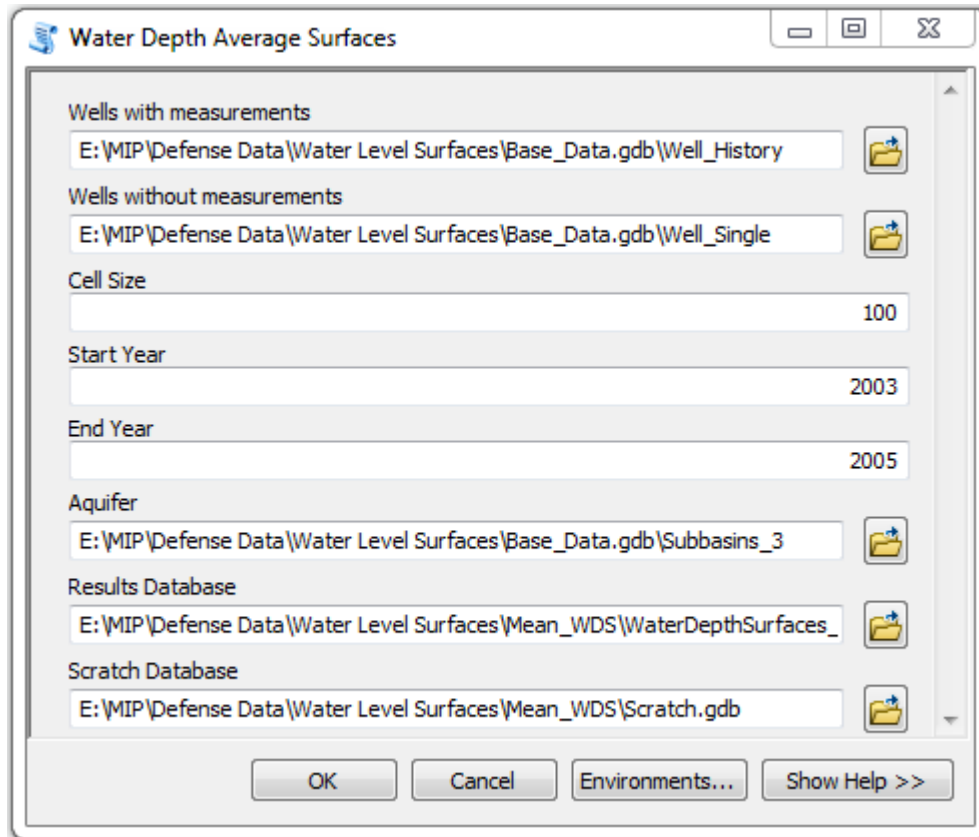 Water Depth Average Surfaces
Wells with measurements
E:\MIP\Defense Data\Water Level Surfaces\Base_Data.gdb\Well_History
Wells without measurements
E:\MIP\Defense Data\Water Level Surfaces\Base_Data.gdb\Well_Single
Cell Size
100
Start Year
2003
End Year
2005
Aquifer
E:\MIP\Defense Data\Water Level Surfaces\Base_Data.gdb\Subbasins_3
Results Database
E:\MIP\Defense Data\Water Level Surfaces\Mean_WDS\WaterDepthSurfaces_
Scratch Database
E:\MIP\Defense Data\Water Level Surfaces\Mean_WDS\Scratch.gdb
OK Cancel Environments... Show Help >>